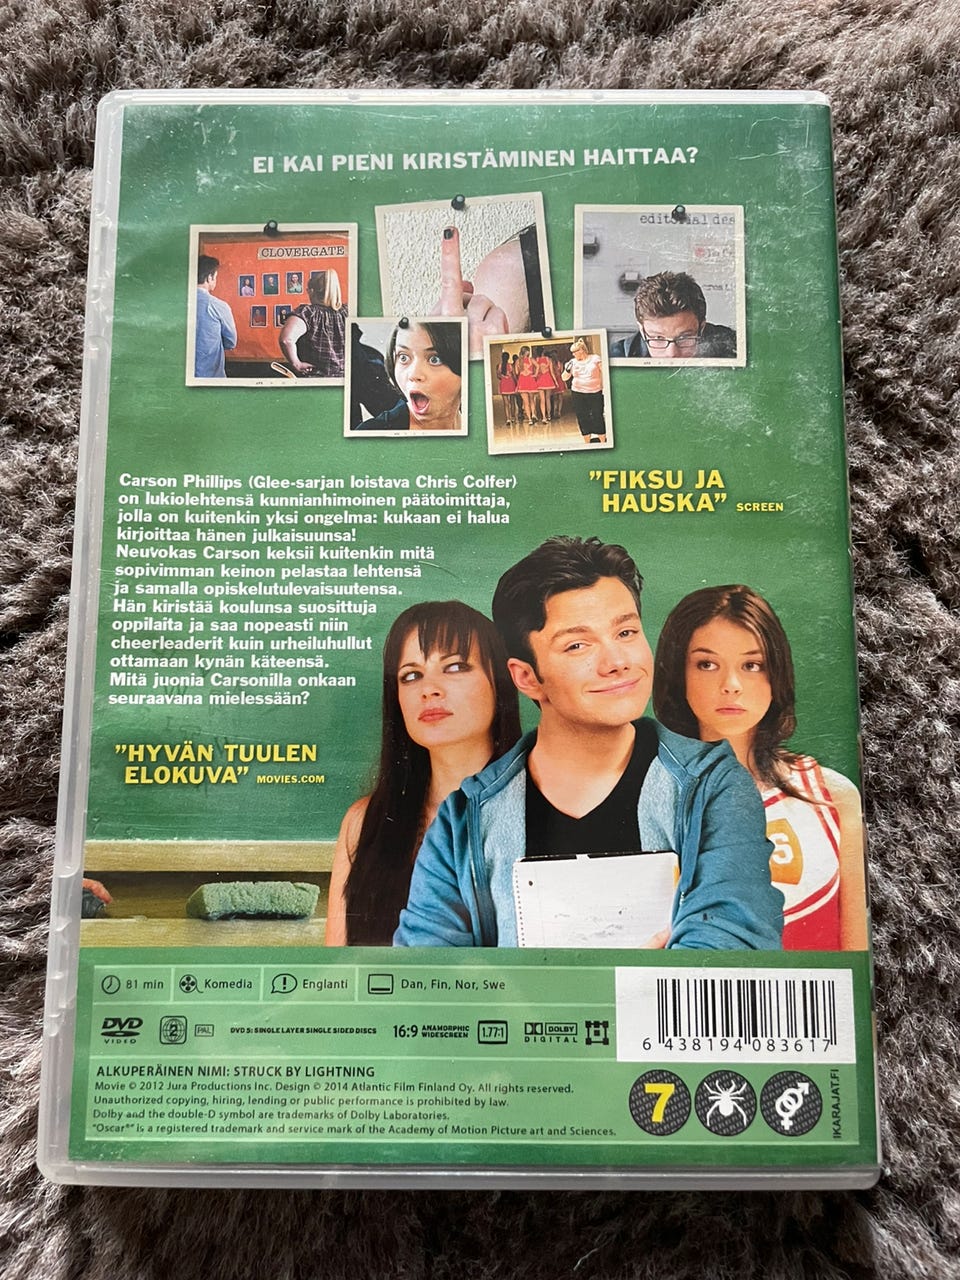 EI KAI PIENI KIRISTÄMINEN HAITTAA?
CLOVERGATE
editorial des
Carson Phillips (Glee-sarjan loistava Chris Colfer)
on lukiolehtensä kunnianhimoinen päätoimittaja,
jolla on kuitenkin yksi ongelma: kukaan ei halua
kirjoittaa hänen julkaisuunsa!
Neuvokas Carson keksii kuitenkin mitä
sopivimman keinon pelastaa lehtensä
ja samalla opiskelutulevaisuutensa.
Hän kiristää koulunsa suosittuja
oppilaita ja saa nopeasti niin
cheerleaderit kuin urheiluhullut
ottamaan kynän käteensä.
Mitä juonia Carsonilla onkaan
seuraavana mielessään?
"FIKSU JA
HAUSKA" SCREEN
"HYVÄN TUULEN
ELOKUVA" MOVIES.COM
S
81 min
Komedia
Englanti
Dan, Fin, Nor, Swe
DVD VIDEO
2
PAL
DVD 5: SINGLE LAYER SINGLE SIDED DISCS
16:9 ANAMORPHIC WIDESCREEN
1.77:1
DOLBY DIGITAL
6 438194 083617
ALKUPERÄINEN NIMI: STRUCK BY LIGHTNING
Movie © 2012 Jura Productions Inc. Design © 2014 Atlantic Film Finland Oy. All rights reserved.
Unauthorized copying, hiring, lending or public performance is prohibited by law.
Dolby and the double-D symbol are trademarks of Dolby Laboratories.
"Oscar®" is a registered trademark and service mark of the Academy of Motion Picture art and Sciences.
7
IKARAJAT.FI